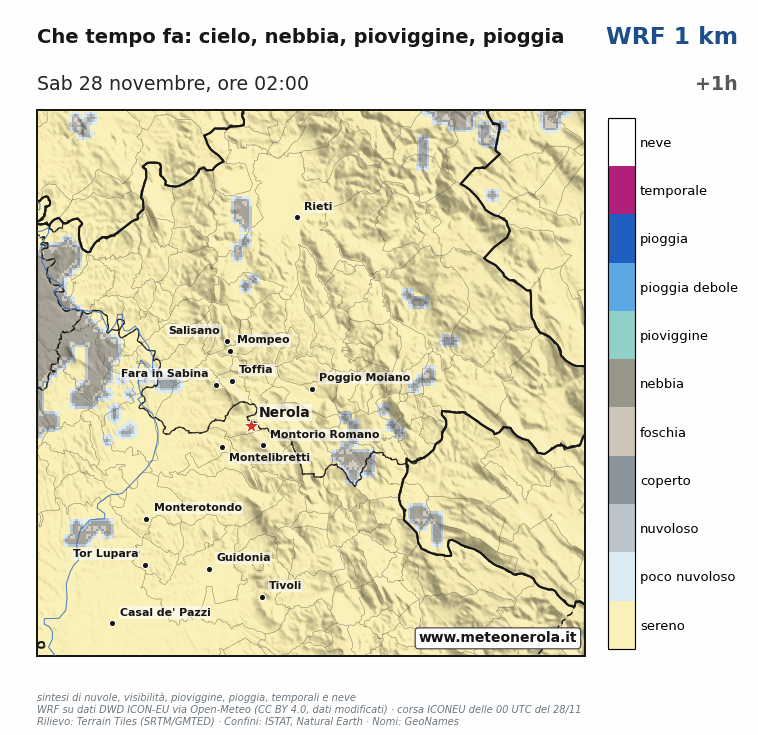 Che tempo fa: cielo, nebbia, pioviggine, pioggia
WRF 1 km
Sab 28 novembre, ore 02:00
+1h
Rieti
Salisano
Mompeo
Fara in Sabina
Toffia
Poggio Moiano
Nerola
Montorio Romano
Montelibretti
Monterotondo
Tor Lupara
Guidonia
Tivoli
Casal de' Pazzi
www.meteonerola.it
neve
temporale
pioggia
pioggia debole
pioviggine
nebbia
foschia
coperto
nuvoloso
poco nuvoloso
sereno
sintesi di nuvole, visibilità, pioviggine, pioggia, temporali e neve
WRF su dati DWD ICON-EU via Open-Meteo (CC BY 4.0, dati modificati) · corsa ICONEU delle 00 UTC del 28/11
Rilievo: Terrain Tiles (SRTM/GMTED) · Confini: ISTAT, Natural Earth · Nomi: GeoNames